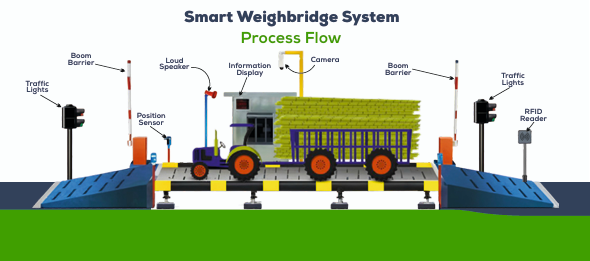 Smart Weighbridge System
Process Flow
Boom
Barrier
Loud
Speaker
Information
Display
Camera
Boom
Barrier
Traffic
Lights
Traffic
Lights
Position
Sensor
RFID
Reader